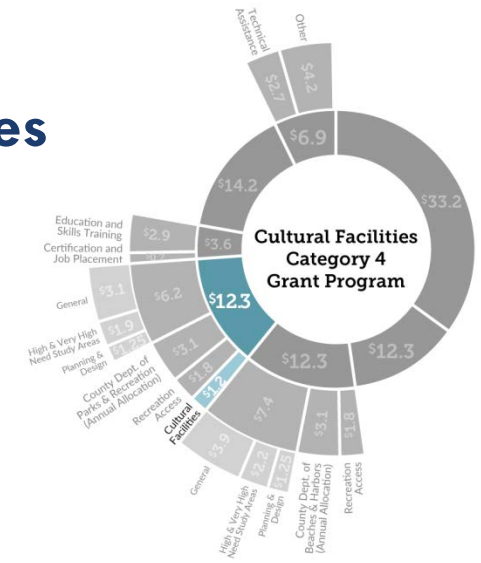 es
Technical
Assistance
Other
$2.7
$4.2
$6.9
$33.2
$14.2
Education and
Skills Training
$2.9
$3.6
Certification and
Job Placement
Cultural Facilities
Category 4
Grant Program
$3.1
General
$6.2
$12.3
$1.9
High & Very High
Need Study Areas
$1.25
Planning &
Design
$3.1
County Dept. of
Parks & Recreation
(Annual Allocation)
$1.8
Recreation
Access
$1.2
Cultural
Facilities
$12.3
$12.3
$7.4
$3.1
$1.8
$3.9
General
$2.2
High & Very High
Need Study Areas
$1.25
Planning &
Design
County Dept. of
Beaches & Harbors
(Annual Allocation)
Recreation
Access